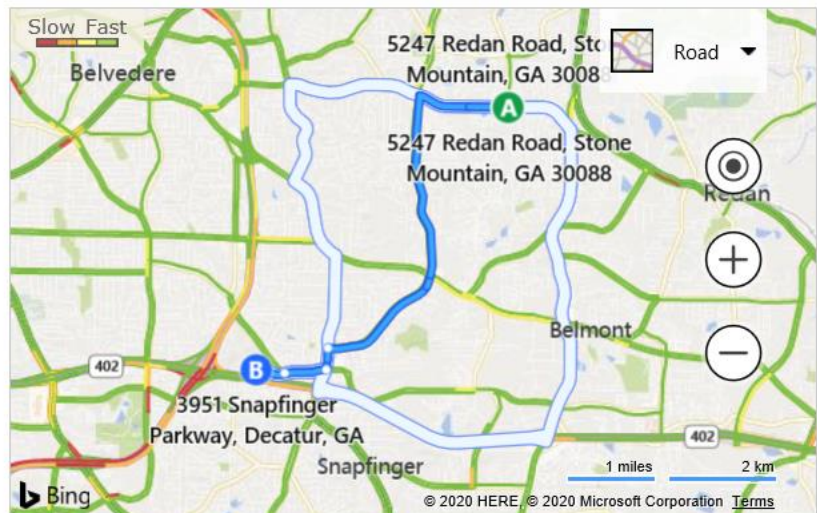 Slow Fast
Belvedere
5247 Redan Road, Sto
Mountain, GA 3008
Road
A
5247 Redan Road, Stone
Mountain, GA 30088
Redan
Belmont
402
B
3951 Snapfinger
Parkway, Decatur, GA
402
Snapfinger
1 miles
2 km
Bing
© 2020 HERE, © 2020 Microsoft Corporation Terms